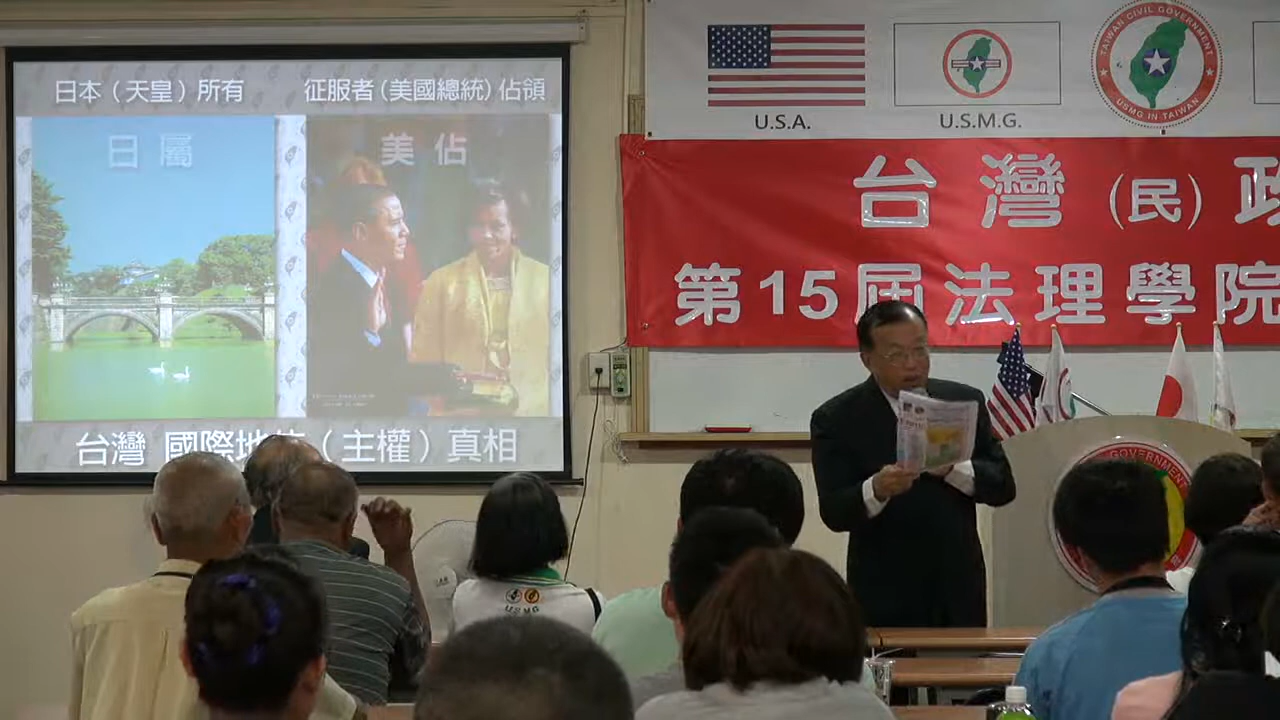 日本（天皇）所有
征服者（美國總統）佔領
日屬
美佔
台灣 國際地位（主權）真相
U.S.A.
U.S.M.G.
TAIWAN CIVIL GOVERNMENT
USMG IN TAIWAN
台灣（民）政
第15屆法理學院
GOVERNMENT
U.S.M.G